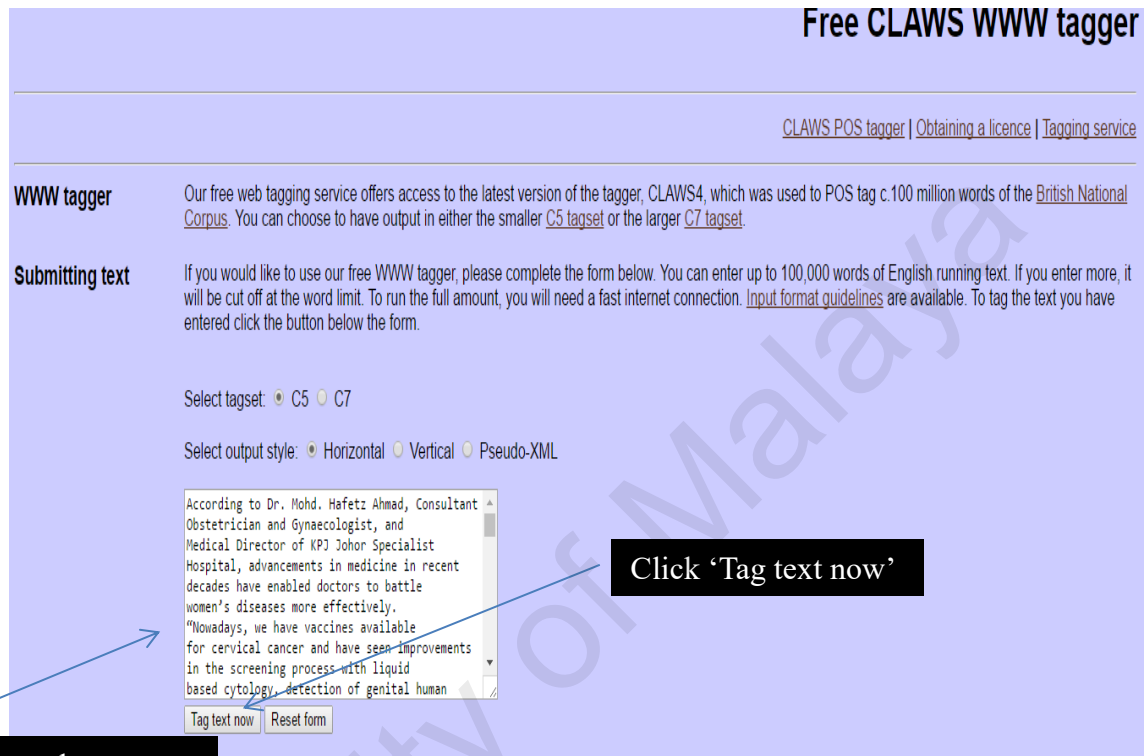 Free CLAWS WWW tagger
CLAWS POS tagger | Obtaining a licence | Tagging service
WWW tagger
Our free web tagging service offers access to the latest version of the tagger, CLAWS4, which was used to POS tag c.100 million words of the British National
Corpus. You can choose to have output in either the smaller C5 tagset or the larger C7 tagset.
Submitting text
If you would like to use our free WWW tagger, please complete the form below. You can enter up to 100,000 words of English running text. If you enter more, it
will be cut off at the word limit. To run the full amount, you will need a fast internet connection. Input format guidelines are available. To tag the text you have
entered click the button below the form.
Select tagset: C5 C7
Select output style: Horizontal Vertical Pseudo-XML
According to Dr. Mohd. Hafetz Ahmad, Consultant
Obstetrician and Gynaecologist, and
Medical Director of KPJ Johor Specialist
Hospital, advancements in medicine in recent
decades have enabled doctors to battle
women's diseases more effectively.
“Nowadays, we have vaccines available
for cervical cancer and have seen improvements
in the screening process with liquid
based cytology, detection of genital human
Click ‘Tag text now’
Tag text now Reset form
of Malaya